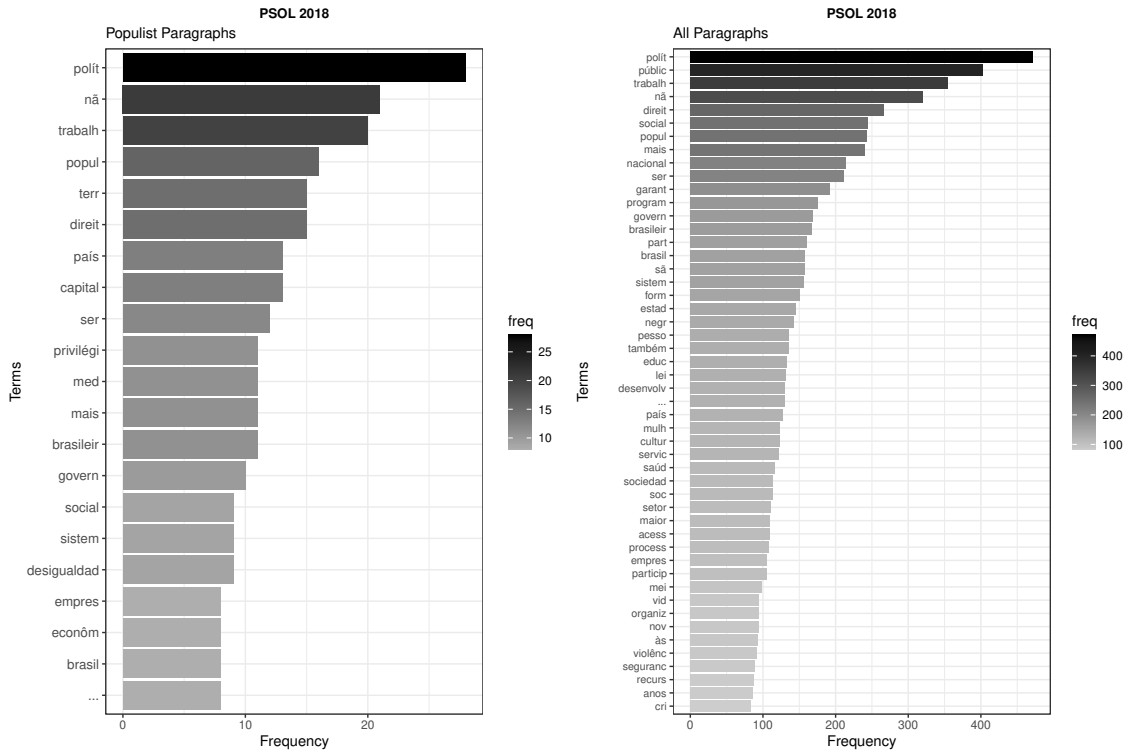 PSOL 2018
Populist Paragraphs
Terms
polít
nã
trabalh
popul
terr
direit
país
capital
ser
privilégi
med
mais
brasileir
govern
social
sistem
desigualdad
empres
econôm
brasil
...
0 10 20
Frequency
freq
25
20
15
10
PSOL 2018
All Paragraphs
Terms
polít
públic
trabalh
nã
direit
social
popul
mais
nacional
ser
garant
program
govern
brasileir
part
brasil
sã
sistem
form
estad
negr
pesso
também
educ
lei
desenvolv
...
país
mulh
cultur
servic
saúd
sociedad
soc
setor
maior
acess
process
empres
particip
mei
vid
organiz
nov
às
violênc
seguranc
recurs
anos
cri
0 100 200 300 400
Frequency
freq
400
300
200
100